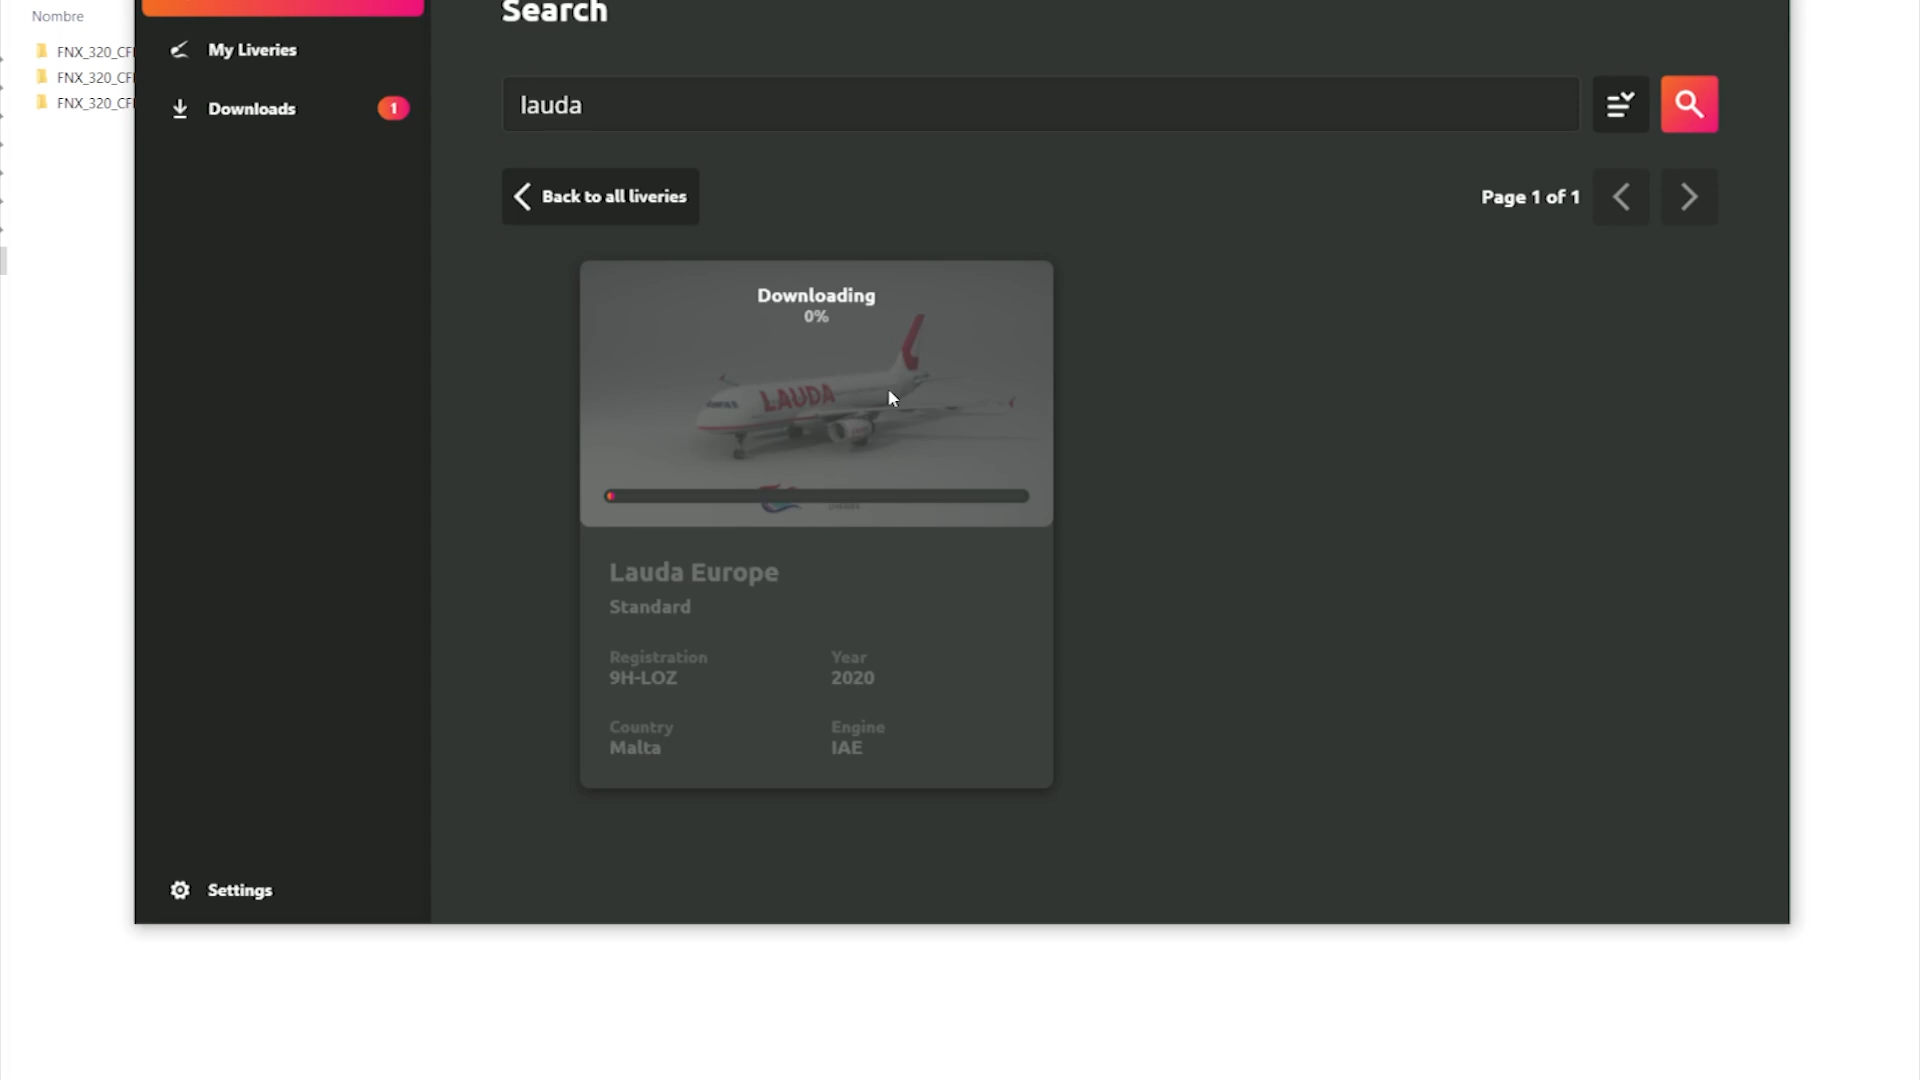 Nombre
FNX_320_CF
FNX_320_CF
FNX_320_CF
My Liveries
Downloads
1
Settings
Search
lauda
Back to all liveries
Page 1 of 1
Downloading
0%
LAUDA
Lauda Europe
Standard
Registration
9H-LOZ
Year
2020
Country
Malta
Engine
IAE